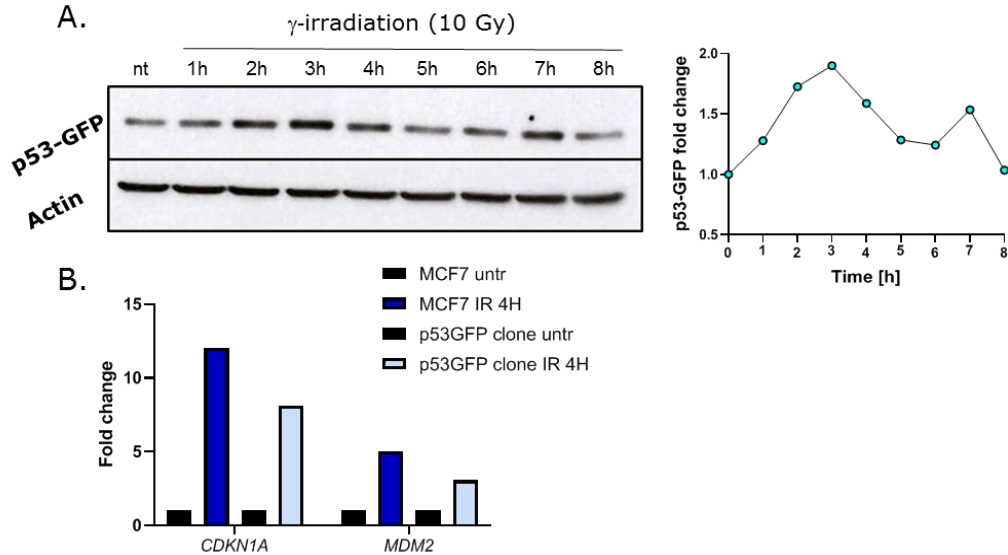 A.
γ-irradiation (10 Gy)
nt 1h 2h 3h 4h 5h 6h 7h 8h
p53-GFP
Actin
p53-GFP fold change
2.0
1.5
1.0
0.5
0 1 2 3 4 5 6 7 8
Time [h]
B.
MCF7 untr
MCF7 IR 4H
p53GFP clone untr
p53GFP clone IR 4H
Fold change
15
10
5
0
CDKN1A MDM2